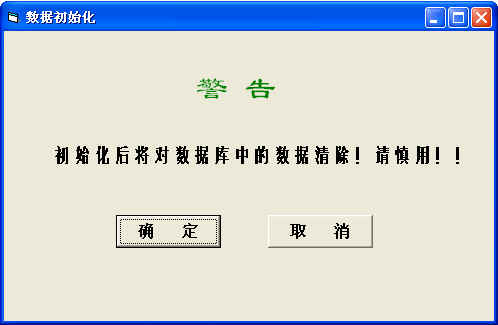 数据初始化
警 告
初始化后将对数据库中的数据清除！请慎用！！
确 定
取 消